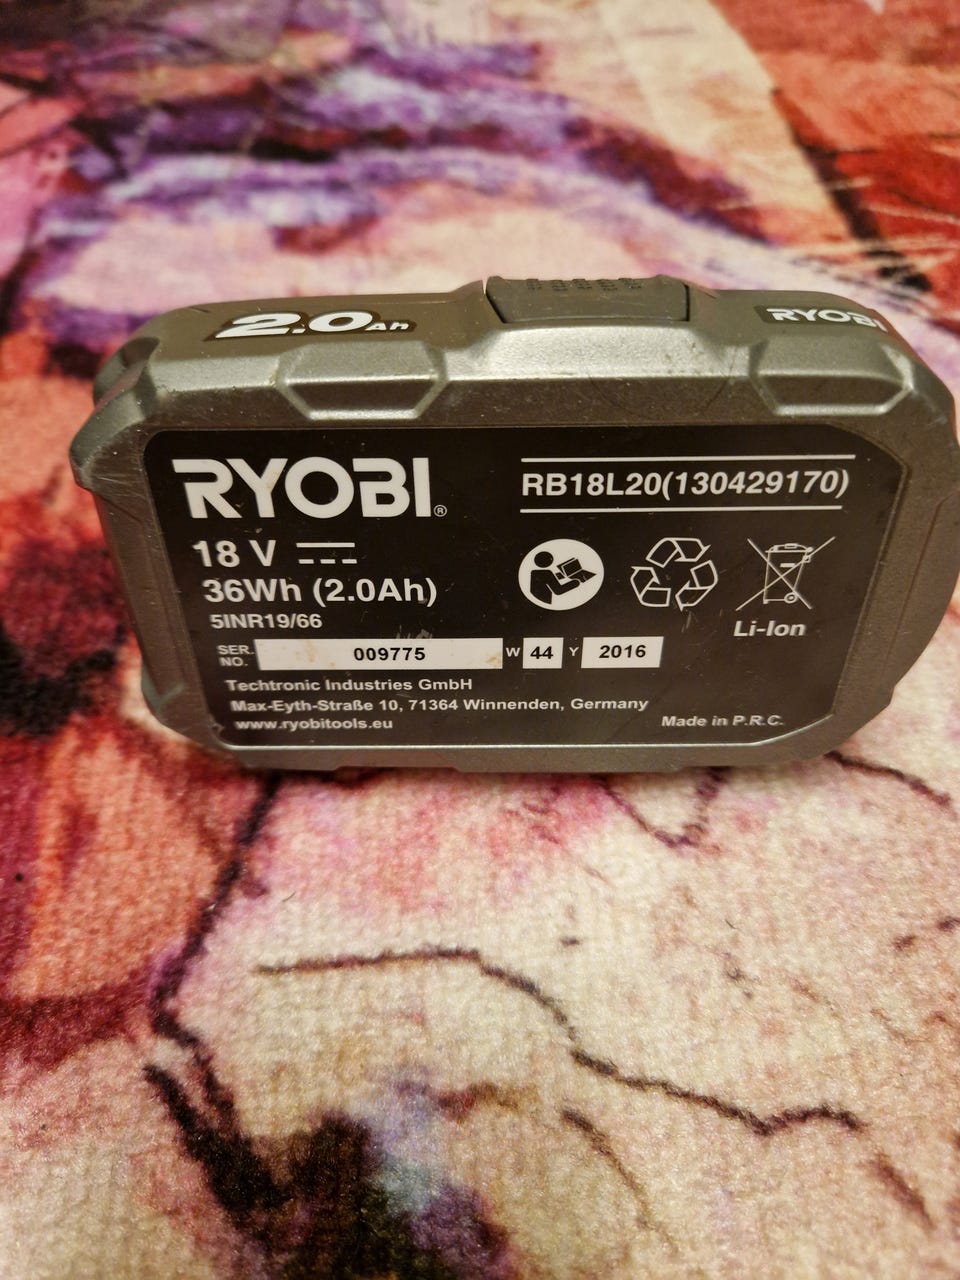 2.0Ah
RYOBI
RYOBI®
RB18L20(130429170)
18 V
36Wh (2.0Ah)
5INR19/66
Li-Ion
SER. NO. 009775 W 44 Y 2016
Techtronic Industries GmbH
Max-Eyth-Straße 10, 71364 Winnenden, Germany
www.ryobitools.eu
Made in P.R.C.